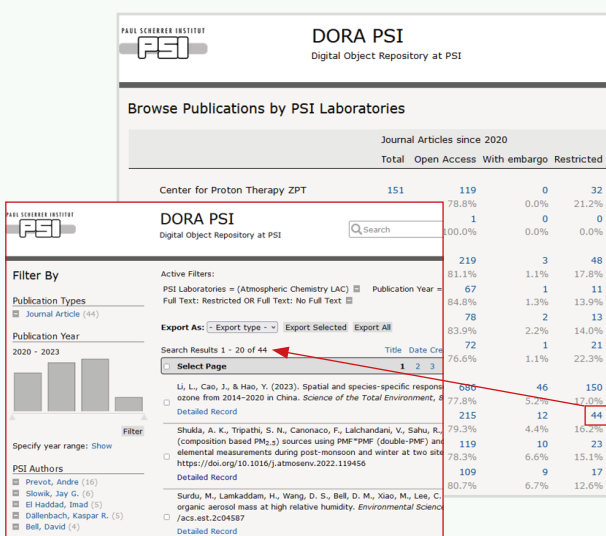 PAUL SCHERRER INSTITUT
PSI
DORA PSI
Digital Object Repository at PSI
Browse Publications by PSI Laboratories
Journal Articles since 2020
Total Open Access With embargo Restricted
Center for Proton Therapy ZPT 151 119 0 32
78.8% 0.0% 21.2%
1 0 0
100.0% 0.0% 0.0%
219 3 48
81.1% 1.1% 17.8%
67 1 11
84.8% 1.3% 13.9%
78 2 13
83.9% 2.2% 14.0%
72 1 21
76.6% 1.1% 22.3%
686 46 150
77.8% 5.2% 17.0%
215 12 44
79.3% 4.4% 16.2%
119 10 23
78.3% 6.6% 15.1%
109 9 17
80.7% 6.7% 12.6%
PAUL SCHERRER INSTITUT
PSI
DORA PSI
Digital Object Repository at PSI
Search
Filter By
Publication Types
Journal Article (44)
Publication Year
2020 - 2023
Filter
Specify year range: Show
PSI Authors
Prevot, Andre (16)
Slowik, Jay G. (6)
El Haddad, Imad (5)
Dällenbach, Kaspar R. (5)
Bell, David (4)
Active Filters:
PSI Laboratories = (Atmospheric Chemistry LAC) Publication Year =
Full Text: Restricted OR Full Text: No Full Text
Export As: - Export type - Export Selected Export All
Search Results 1 - 20 of 44 Title Date Cre
Select Page 1 2 3
Li, L., Cao, J., & Hao, Y. (2023). Spatial and species-specific respons
ozone from 2014–2020 in China. Science of the Total Environment, 8
Detailed Record
Shukla, A. K., Tripathi, S. N., Canonaco, F., Lalchandani, V., Sahu, R.,
(composition based PM2.5) sources using PMF*PMF (double-PMF) and
elemental measurements during post-monsoon and winter at two site
https://doi.org/10.1016/j.atmosenv.2022.119456
Detailed Record
Surdu, M., Lamkaddam, H., Wang, D. S., Bell, D. M., Xiao, M., Lee, C.
organic aerosol mass at high relative humidity. Environmental Science
/acs.est.2c04587
Detailed Record